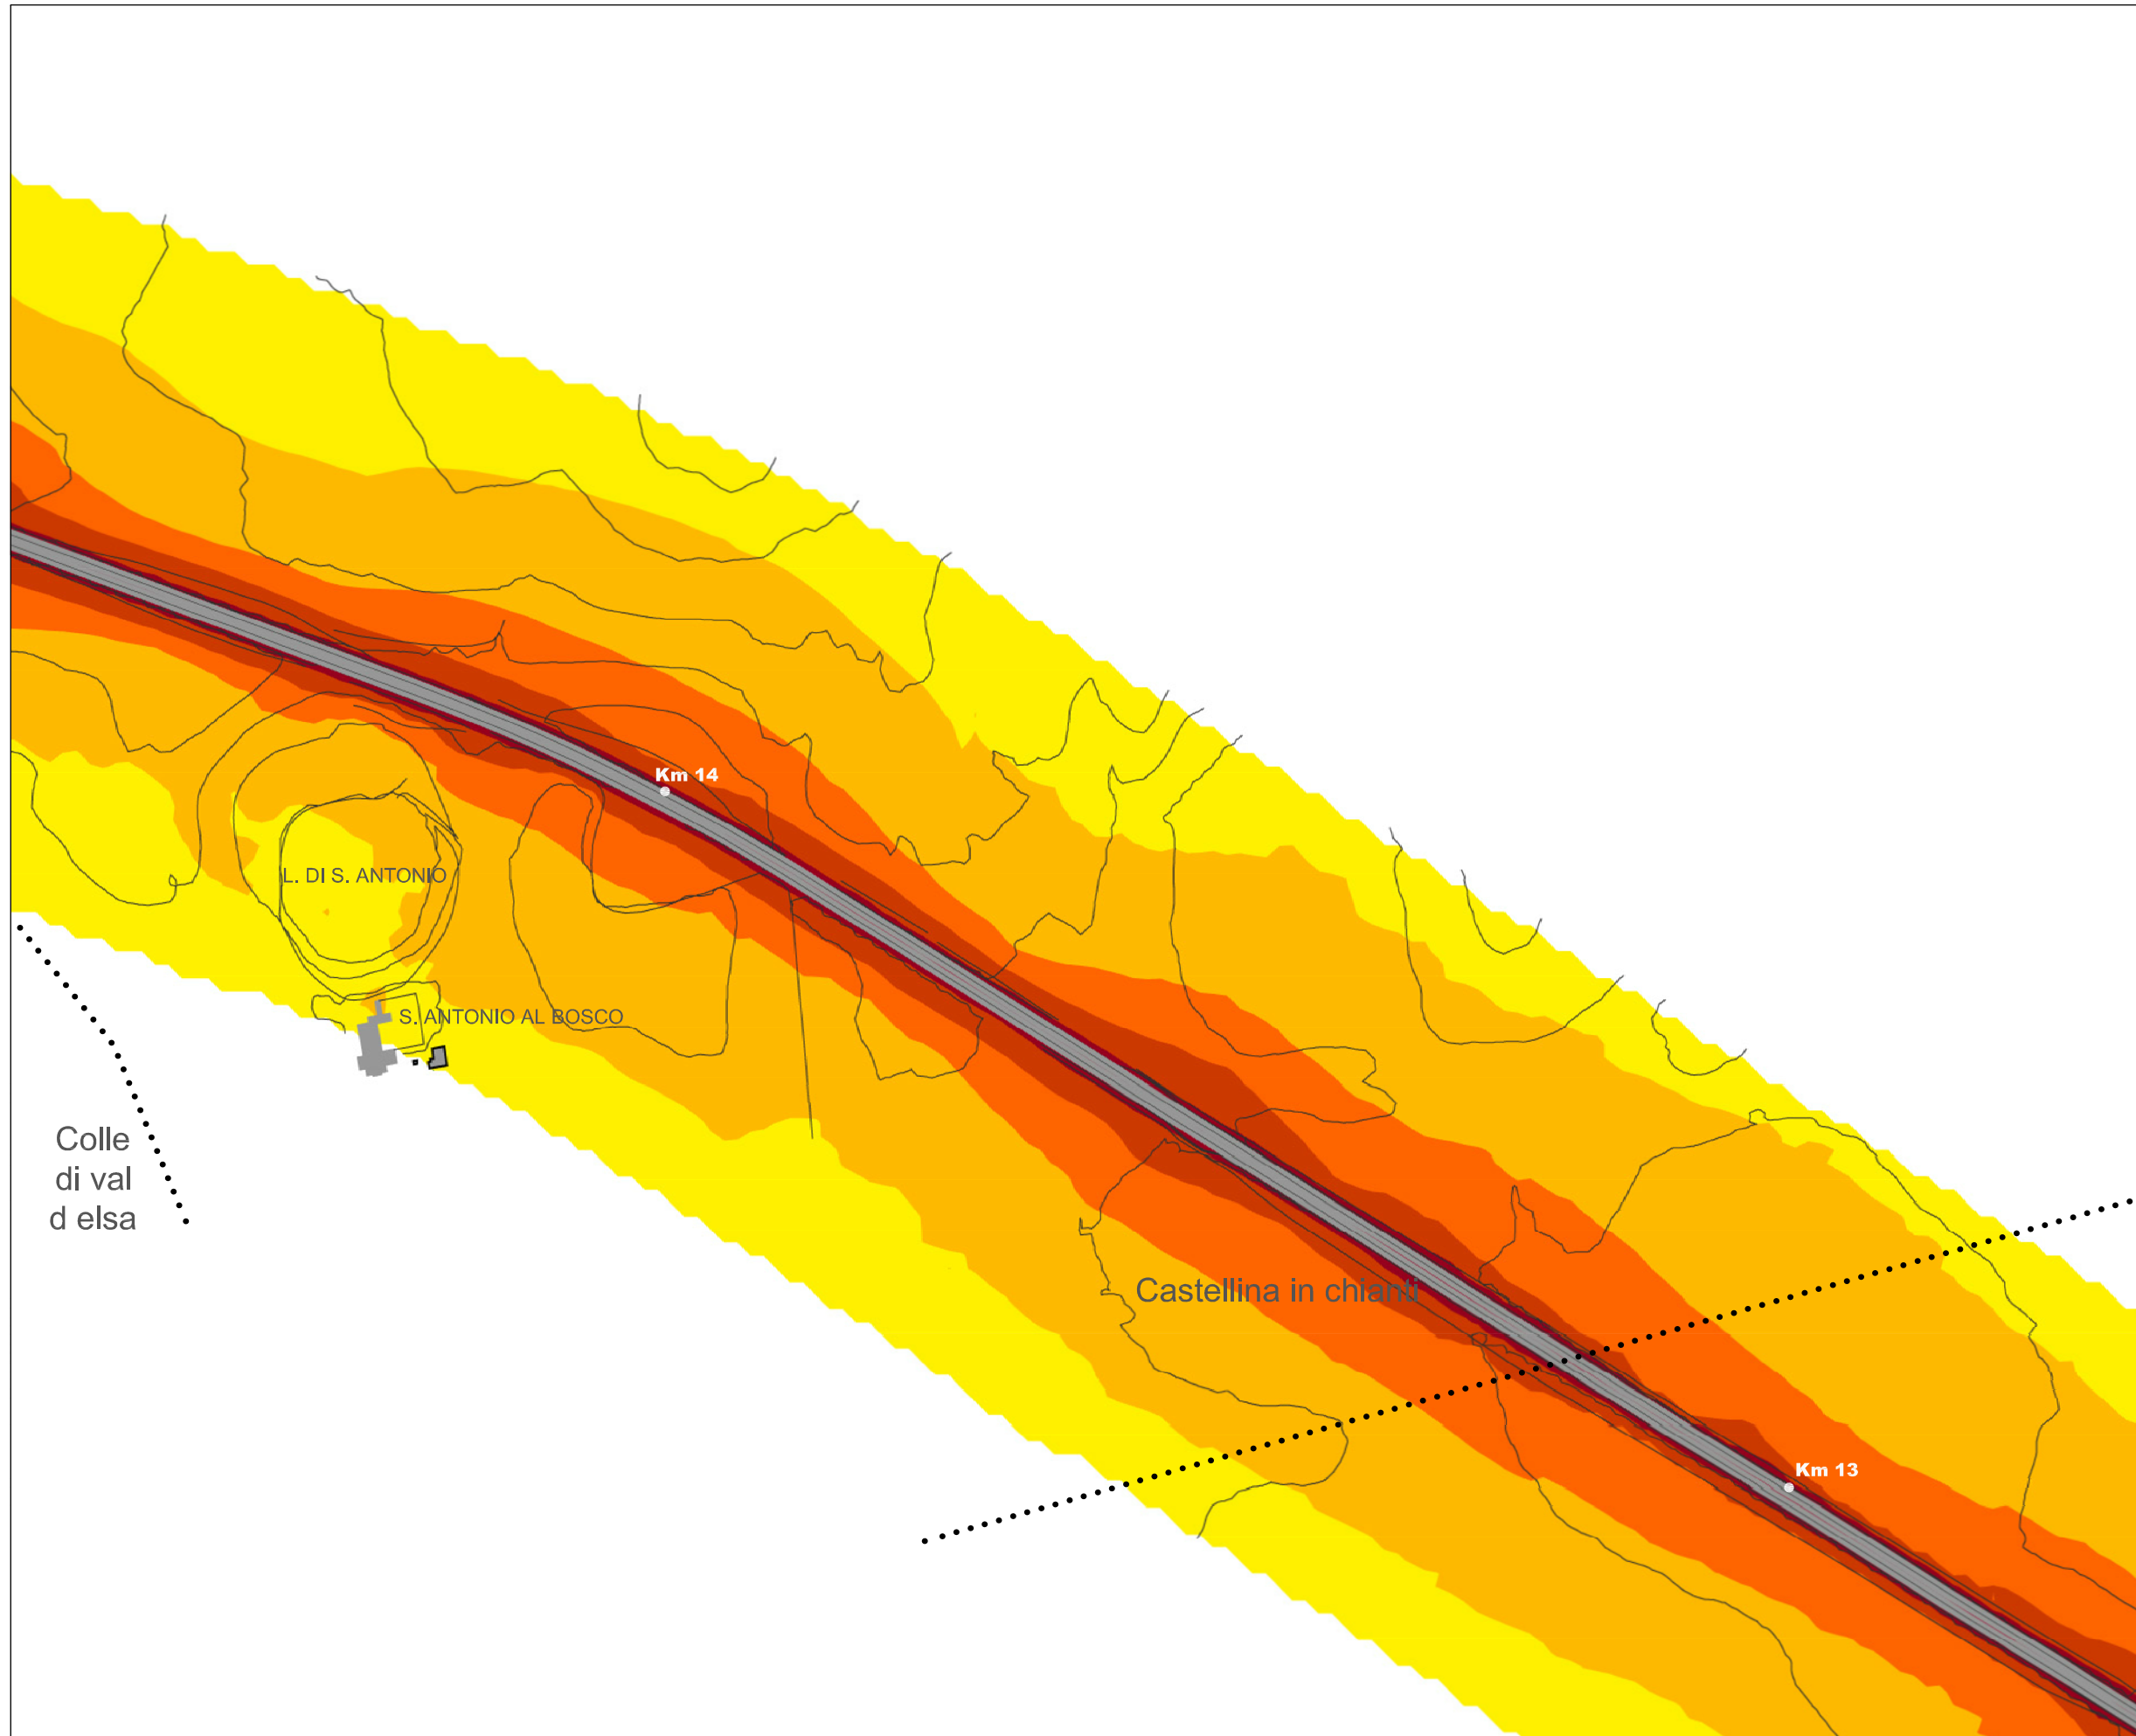 Km 14
L. DI S. ANTONIO
S. ANTONIO AL BOSCO
Colle
di val
d elsa
Castellina in chianti
Km 13